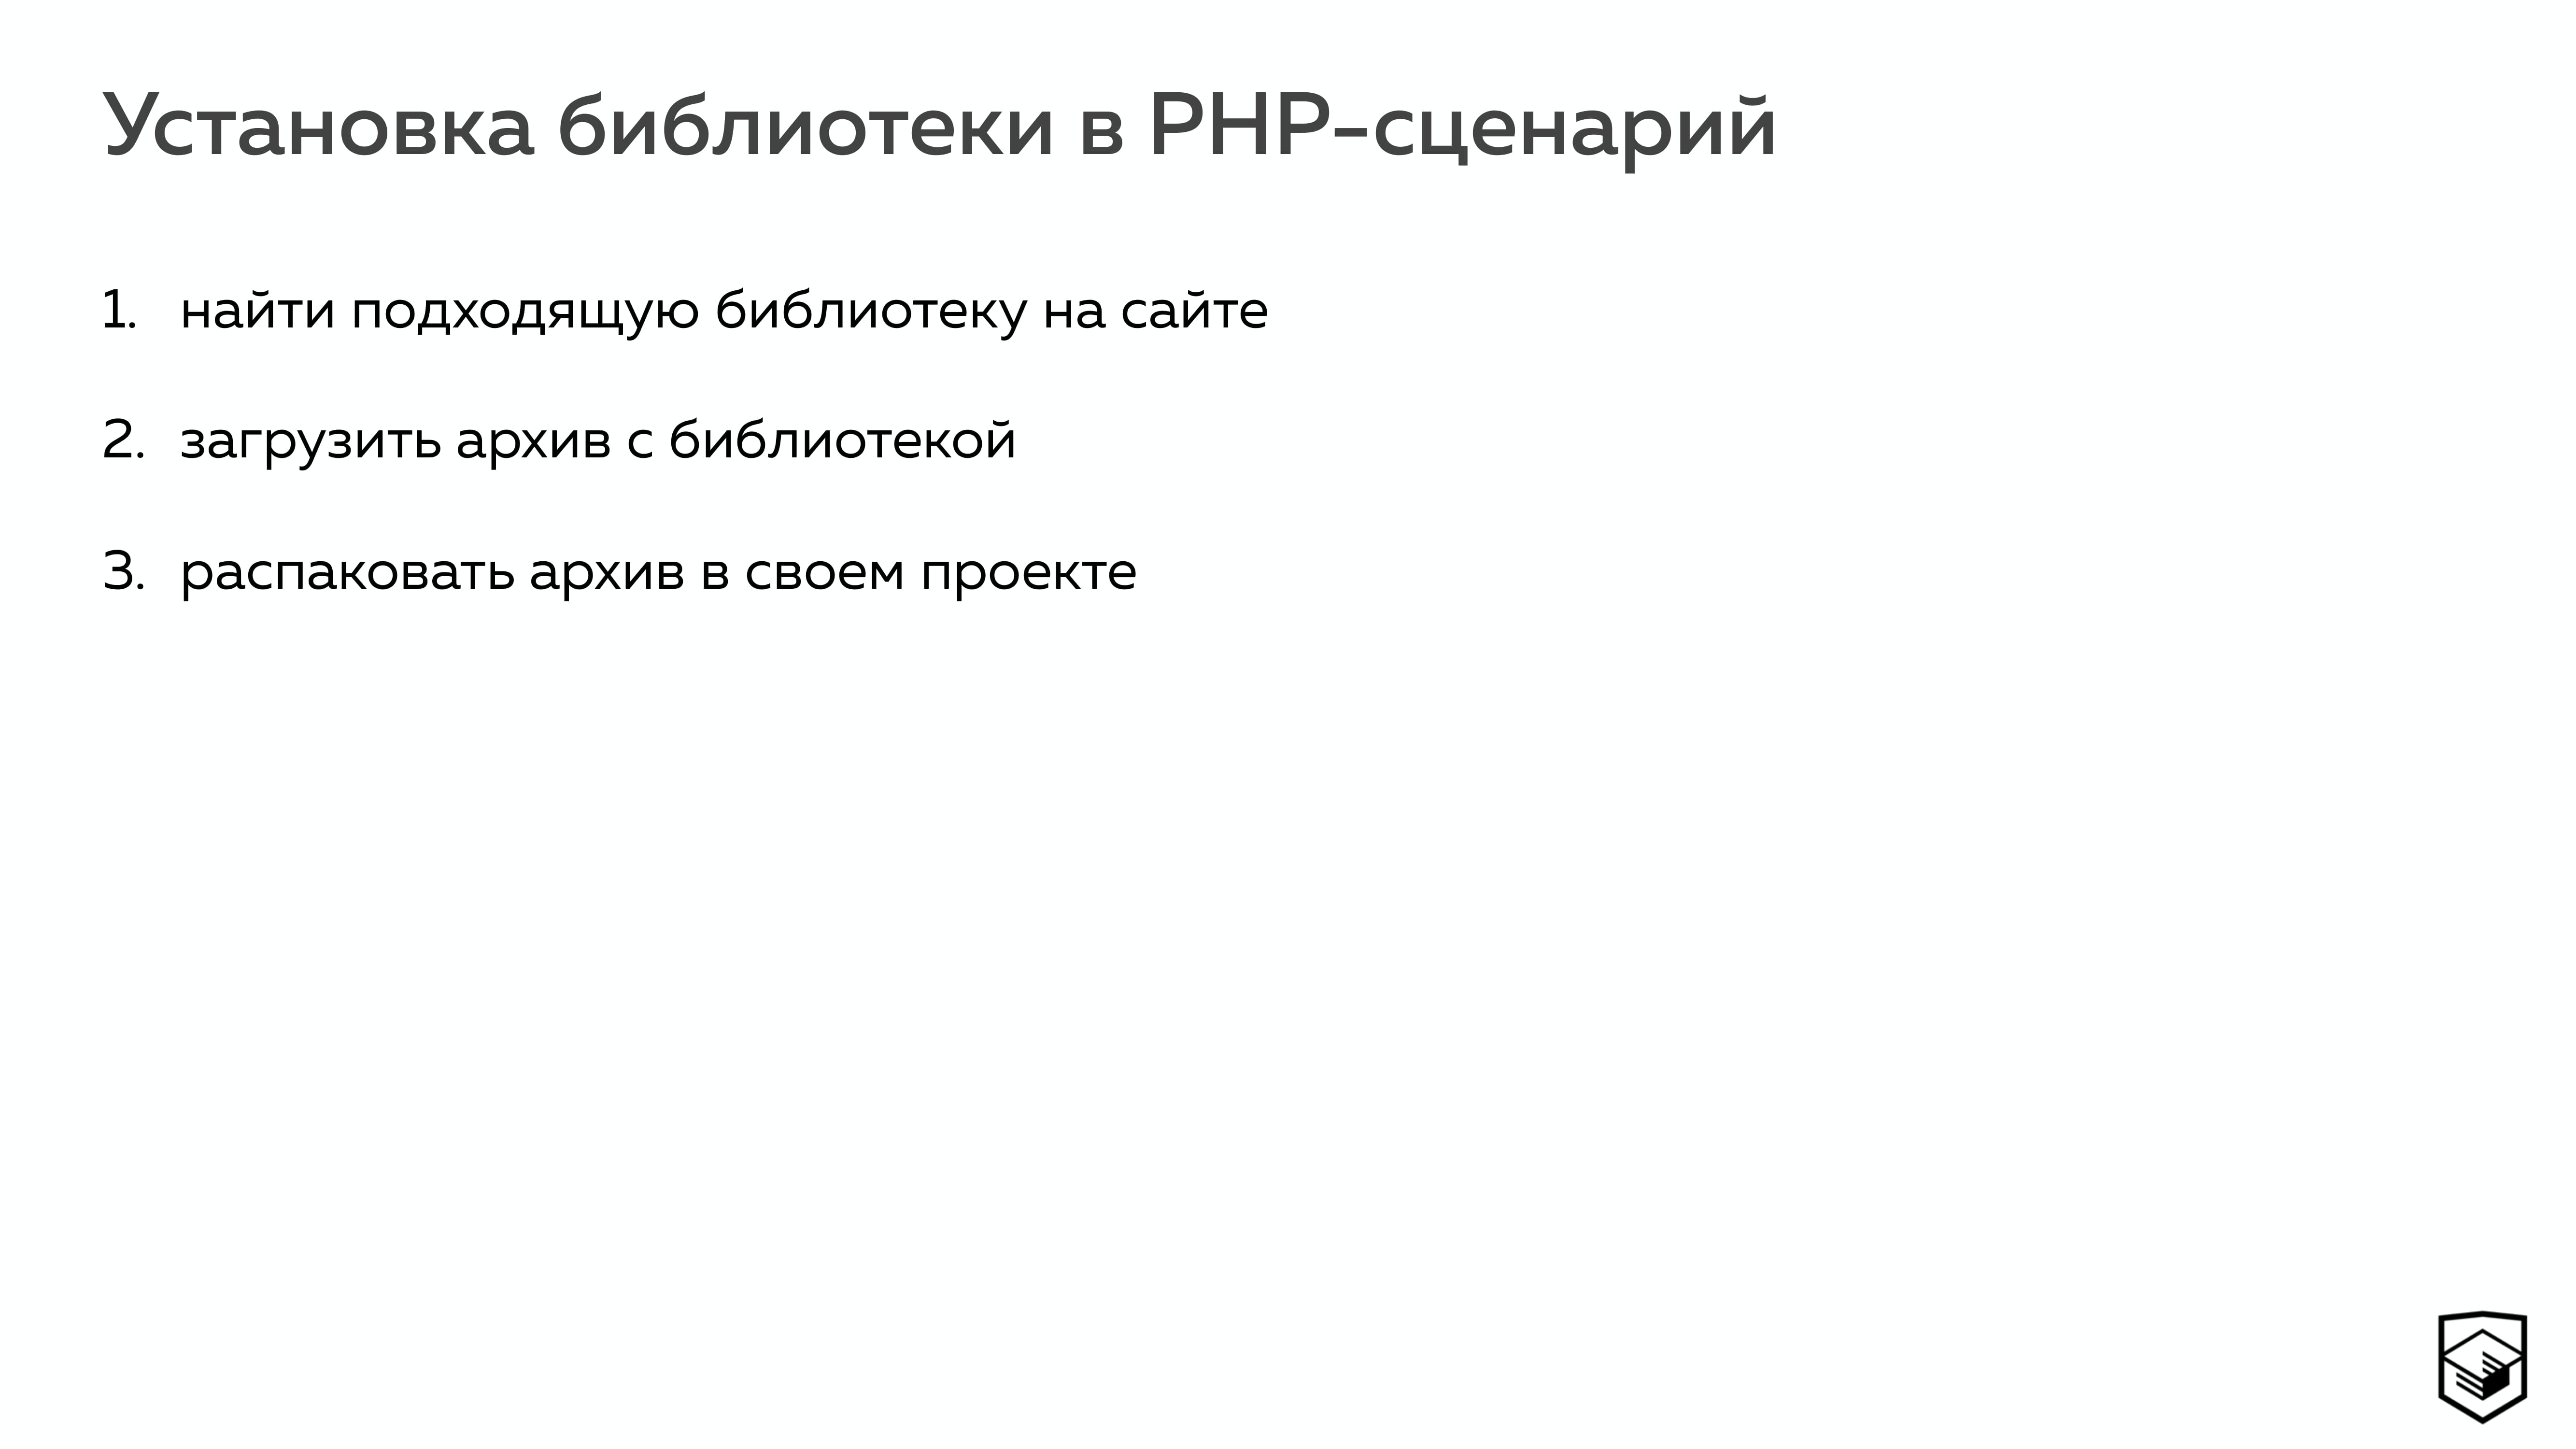 Установка библиотеки в PHP-сценарий
1. найти подходящую библиотеку на сайте
2. загрузить архив с библиотекой
3. распаковать архив в своем проекте